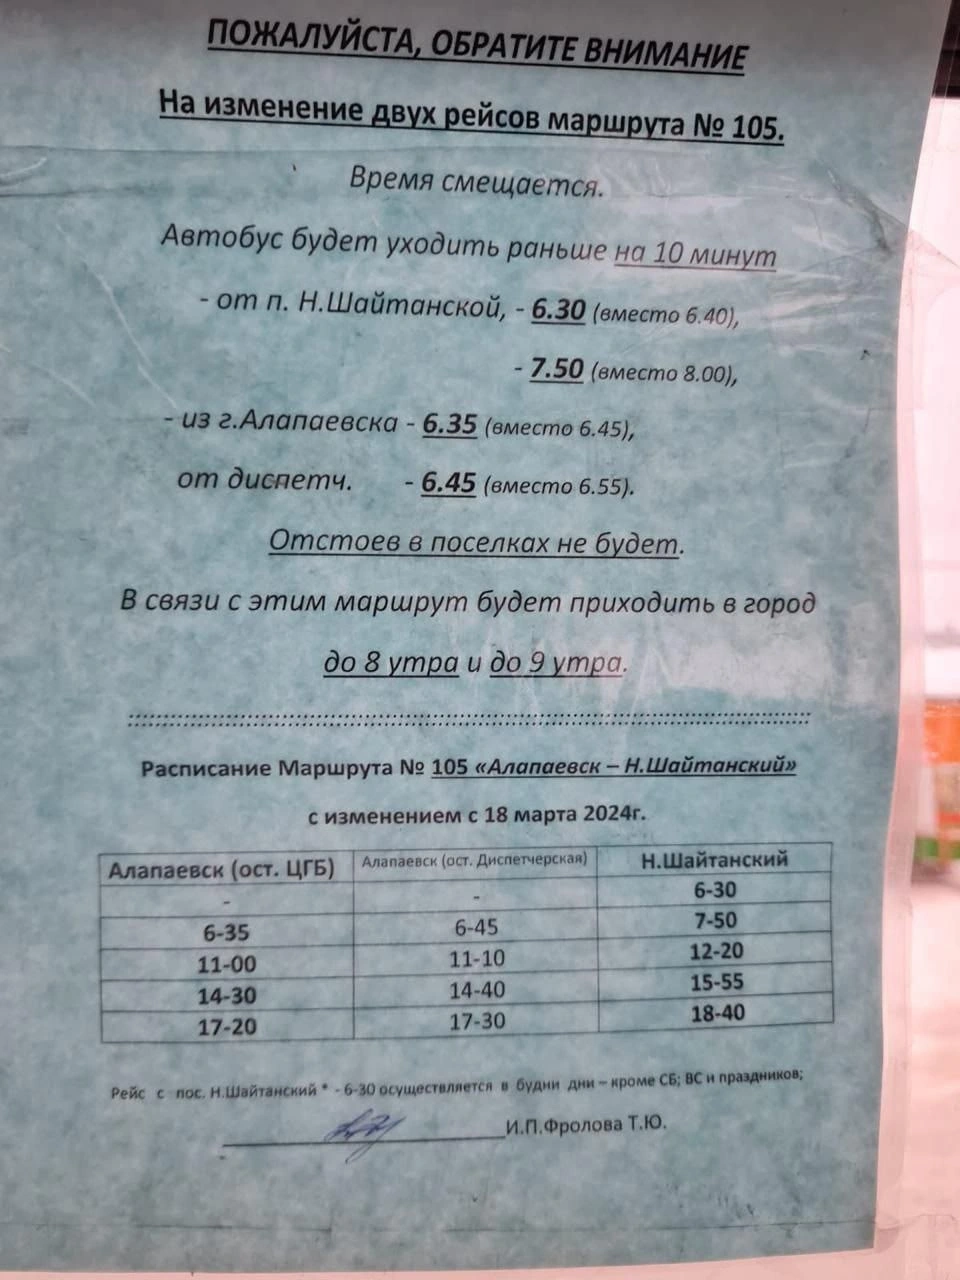 ПОЖАЛУЙСТА, ОБРАТИТЕ ВНИМАНИЕ
На изменение двух рейсов маршрута № 105.
Время смещается.
Автобус будет уходить раньше на 10 минут
- от п. Н.Шайтанской, - 6.30 (вместо 6.40),
- 7.50 (вместо 8.00),
- из г.Алапаевска - 6.35 (вместо 6.45),
от диспетч. - 6.45 (вместо 6.55).
Отстоев в поселках не будет.
В связи с этим маршрут будет приходить в город
до 8 утра и до 9 утра.
Расписание Маршрута № 105 «Алапаевск – Н.Шайтанский»
с изменением с 18 марта 2024г.
Алапаевск (ост. ЦГБ) Алапаевск (ост. Диспетчерская) Н.Шайтанский
- - 6-30
6-35 6-45 7-50
11-00 11-10 12-20
14-30 14-40 15-55
17-20 17-30 18-40
Рейс с пос. Н.Шайтанский * - 6-30 осуществляется в будни дни – кроме СБ; ВС и праздников;
И.П.Фролова Т.Ю.